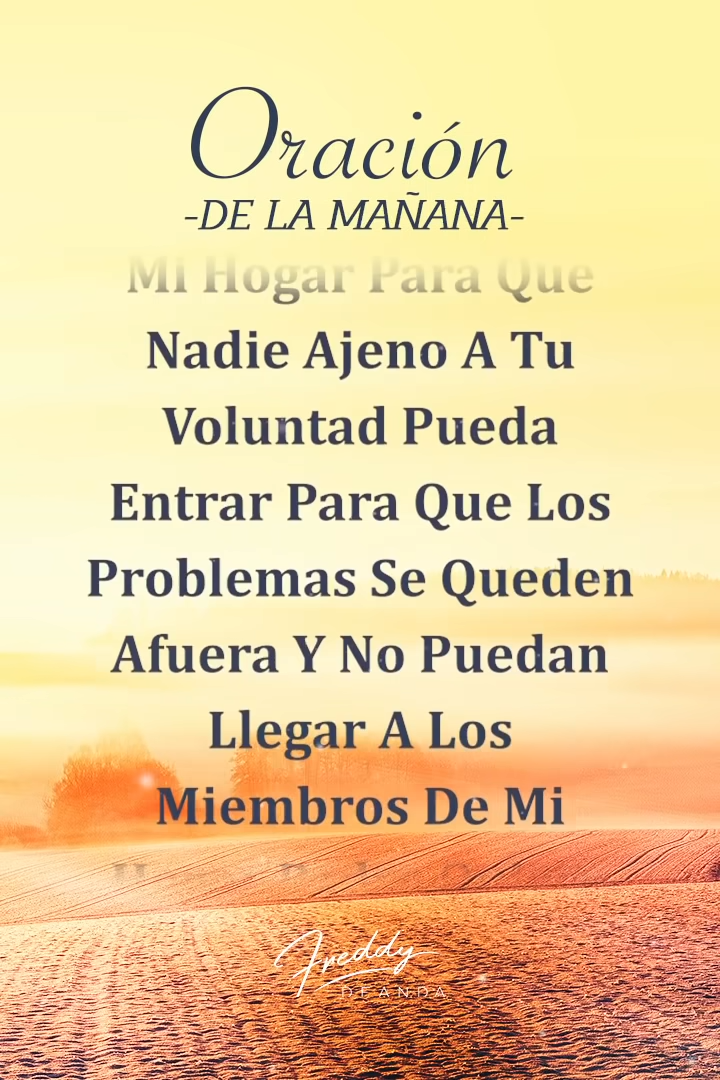 Oración
-DE LA MAÑANA-
Mi Hogar Para Que
Nadie Ajeno A Tu
Voluntad Pueda
Entrar Para Que Los
Problemas Se Queden
Afuera Y No Puedan
Llegar A Los
Miembros De Mi
Freddy
DE ANDA